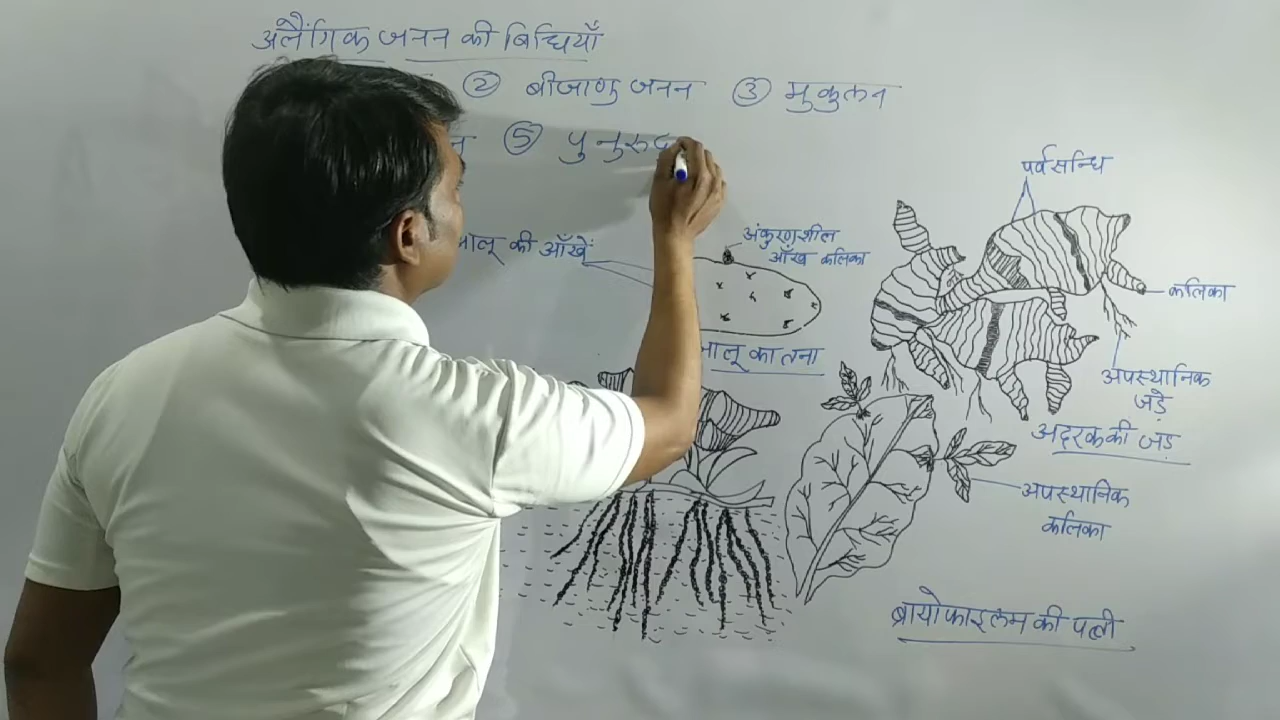 अलैंगिक जनन की बिधियाँ
② बीजाणु जनन ③ मुकुलन
⑤ पुनुरुद
पर्वसन्धि
आलू की आँखें
अंकुरणशील
आँख कलिका
कलिका
आलू का तना
अपस्थानिक
जड़ै
अदरक की जड़
अपस्थानिक
कलिका
ब्रायोफाइलम की पत्ती